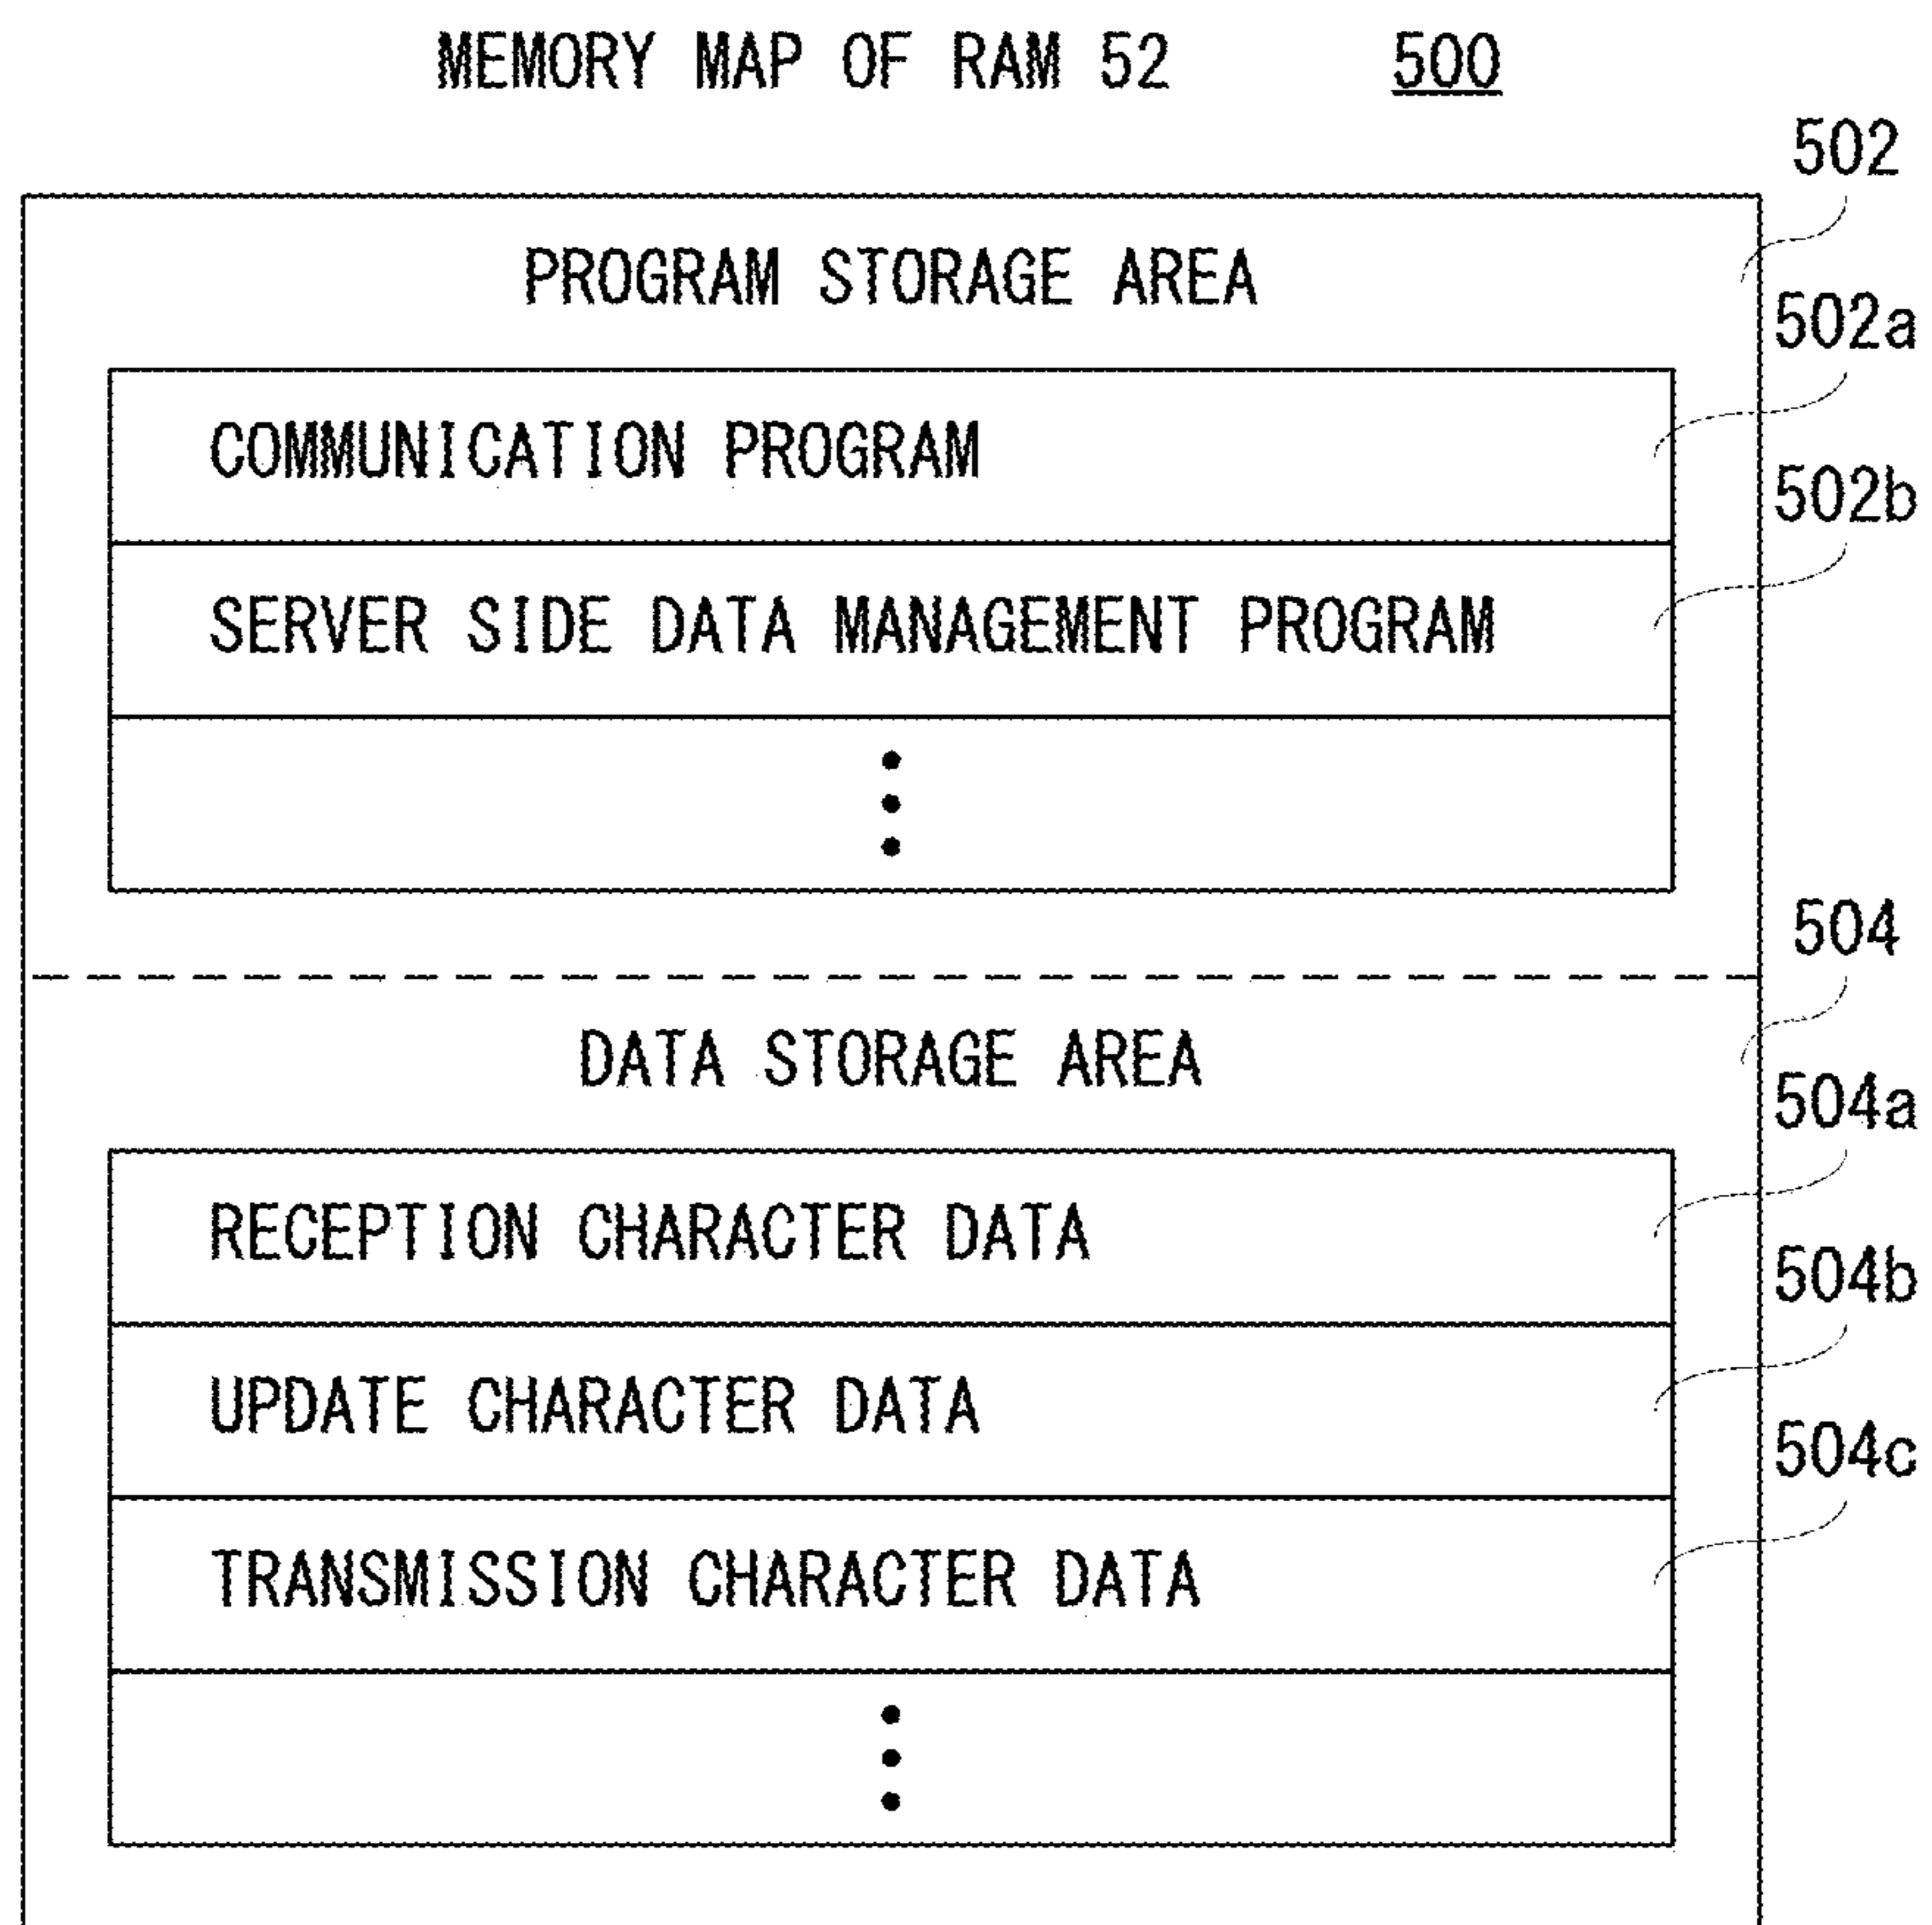 MEMORY MAP OF RAM 52 500
502
PROGRAM STORAGE AREA
502a
COMMUNICATION PROGRAM
502b
SERVER SIDE DATA MANAGEMENT PROGRAM
504
DATA STORAGE AREA
504a
RECEPTION CHARACTER DATA
504b
UPDATE CHARACTER DATA
504c
TRANSMISSION CHARACTER DATA